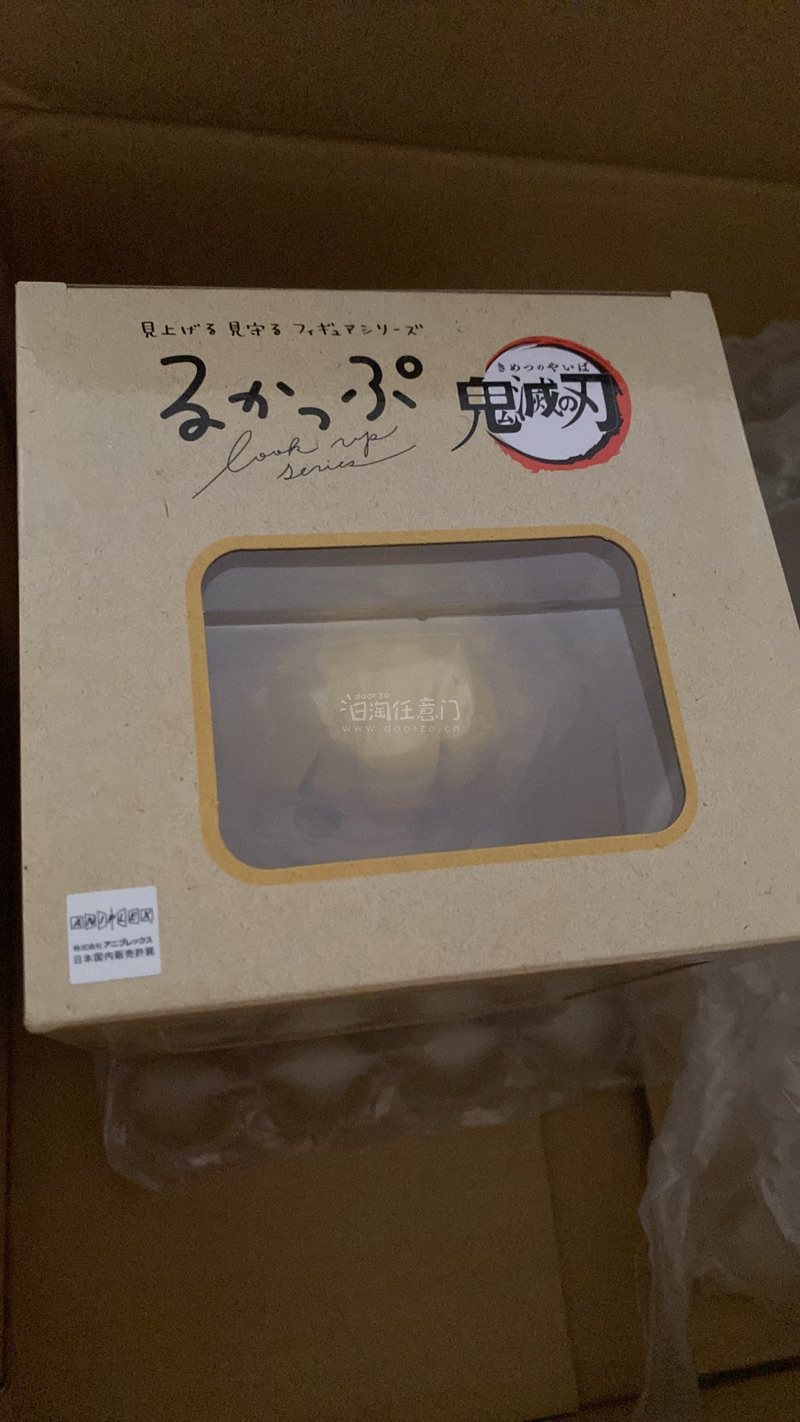 見上げる 見守る フィギュアシリーズ
るかっぷ
look up
series
きめつのやいば
鬼滅の刃
doorzo
日淘任意门
www.doorzo.cn
ANIPLEX
株式会社アニプレックス
日本国内販売許諾